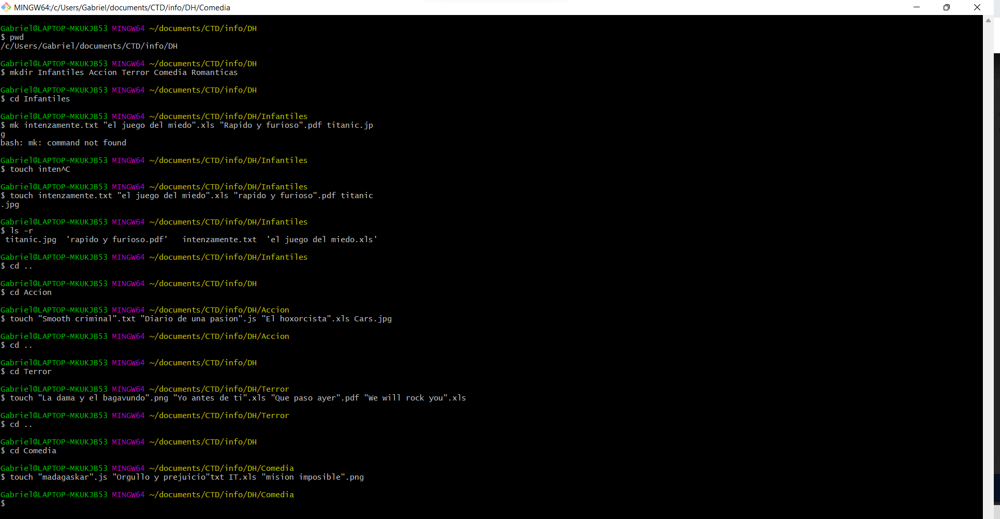 MINGW64:/c/Users/Gabriel/documents/CTD/info/DH/Comedia
Gabriel@LAPTOP-MKUKJB53 MINGW64 ~/documents/CTD/info/DH
$ pwd
/c/Users/Gabriel/documents/CTD/info/DH
Gabriel@LAPTOP-MKUKJB53 MINGW64 ~/documents/CTD/info/DH
$ mkdir Infantiles Accion Terror Comedia Romanticas
Gabriel@LAPTOP-MKUKJB53 MINGW64 ~/documents/CTD/info/DH
$ cd Infantiles
Gabriel@LAPTOP-MKUKJB53 MINGW64 ~/documents/CTD/info/DH/Infantiles
$ mk intenzamente.txt "el juego del miedo".xls "Rapido y furioso".pdf titanic.jp
g
bash: mk: command not found
Gabriel@LAPTOP-MKUKJB53 MINGW64 ~/documents/CTD/info/DH/Infantiles
$ touch inten^C
Gabriel@LAPTOP-MKUKJB53 MINGW64 ~/documents/CTD/info/DH/Infantiles
$ touch intenzamente.txt "el juego del miedo".xls "rapido y furioso".pdf titanic
.jpg
Gabriel@LAPTOP-MKUKJB53 MINGW64 ~/documents/CTD/info/DH/Infantiles
$ ls -r
titanic.jpg  'rapido y furioso.pdf'   intenzamente.txt  'el juego del miedo.xls'
Gabriel@LAPTOP-MKUKJB53 MINGW64 ~/documents/CTD/info/DH/Infantiles
$ cd ..
Gabriel@LAPTOP-MKUKJB53 MINGW64 ~/documents/CTD/info/DH
$ cd Accion
Gabriel@LAPTOP-MKUKJB53 MINGW64 ~/documents/CTD/info/DH/Accion
$ touch "Smooth criminal".txt "Diario de una pasion".js "El hoxorcista".xls Cars.jpg
Gabriel@LAPTOP-MKUKJB53 MINGW64 ~/documents/CTD/info/DH/Accion
$ cd ..
Gabriel@LAPTOP-MKUKJB53 MINGW64 ~/documents/CTD/info/DH
$ cd Terror
Gabriel@LAPTOP-MKUKJB53 MINGW64 ~/documents/CTD/info/DH/Terror
$ touch "La dama y el bagavundo".png "Yo antes de ti".xls "Que paso ayer".pdf "We will rock you".xls
Gabriel@LAPTOP-MKUKJB53 MINGW64 ~/documents/CTD/info/DH/Terror
$ cd ..
Gabriel@LAPTOP-MKUKJB53 MINGW64 ~/documents/CTD/info/DH
$ cd Comedia
Gabriel@LAPTOP-MKUKJB53 MINGW64 ~/documents/CTD/info/DH/Comedia
$ touch "madagaskar".js "Orgullo y prejuicio"txt IT.xls "mision imposible".png
Gabriel@LAPTOP-MKUKJB53 MINGW64 ~/documents/CTD/info/DH/Comedia
$